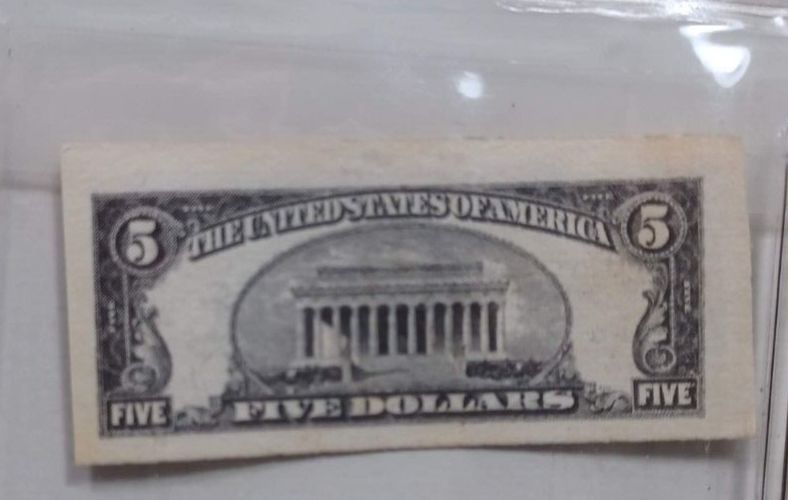 THE UNITED STATES OF AMERICA
5 5
FIVE FIVE DOLLARS FIVE